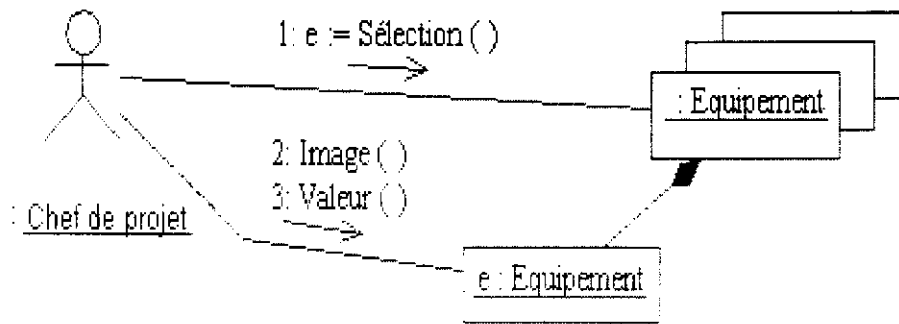 1: e := Sélection ( )
: Equipement
2: Image ( )
3: Valeur ( )
: Chef de projet
e : Equipement